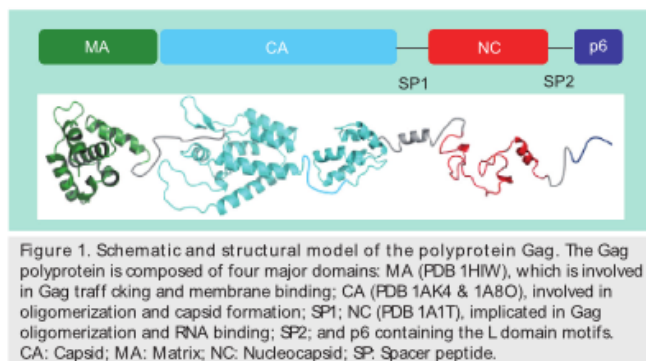 MA
CA
NC
p6
SP1
SP2
Figure 1. Schematic and structural model of the polyprotein Gag. The Gag
polyprotein is composed of four major domains: MA (PDB 1HIW), which is involved
in Gag traff cking and membrane binding; CA (PDB 1AK4 & 1A8O), involved in
oligomerization and capsid formation; SP1; NC (PDB 1A1T), implicated in Gag
oligomerization and RNA binding; SP2; and p6 containing the L domain motifs.
CA: Capsid; MA: Matrix; NC: Nucleocapsid; SP: Spacer peptide.